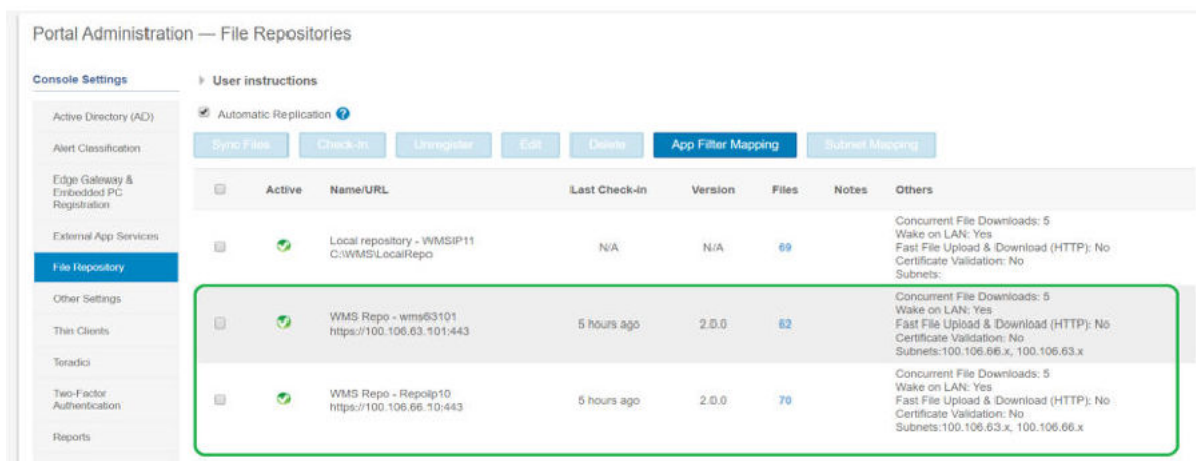 Portal Administration — File Repositories
Console Settings
Active Directory (AD)
Alert Classification
Edge Gateway &
Embedded PC
Registration
External App Services
File Repository
Other Settings
Thin Clients
Teradici
Two-Factor
Authentication
Reports
User instructions
Automatic Replication
Sync Files Check-In Unregister Edit Delete App Filter Mapping Subnet Mapping
Active Name/URL Last Check-in Version Files Notes Others
Local repository - WMSIP11
C:\WMS\LocalRepo
N/A N/A 69
Concurrent File Downloads: 5
Wake on LAN: Yes
Fast File Upload & Download (HTTP): No
Certificate Validation: No
Subnets:
WMS Repo - wms63101
https://100.106.63.101:443
5 hours ago 2.0.0 62
Concurrent File Downloads: 5
Wake on LAN: Yes
Fast File Upload & Download (HTTP): No
Certificate Validation: No
Subnets:100.106.66.x, 100.106.63.x
WMS Repo - RepoIp10
https://100.106.66.10:443
5 hours ago 2.0.0 70
Concurrent File Downloads: 5
Wake on LAN: Yes
Fast File Upload & Download (HTTP): No
Certificate Validation: No
Subnets:100.106.63.x, 100.106.66.x